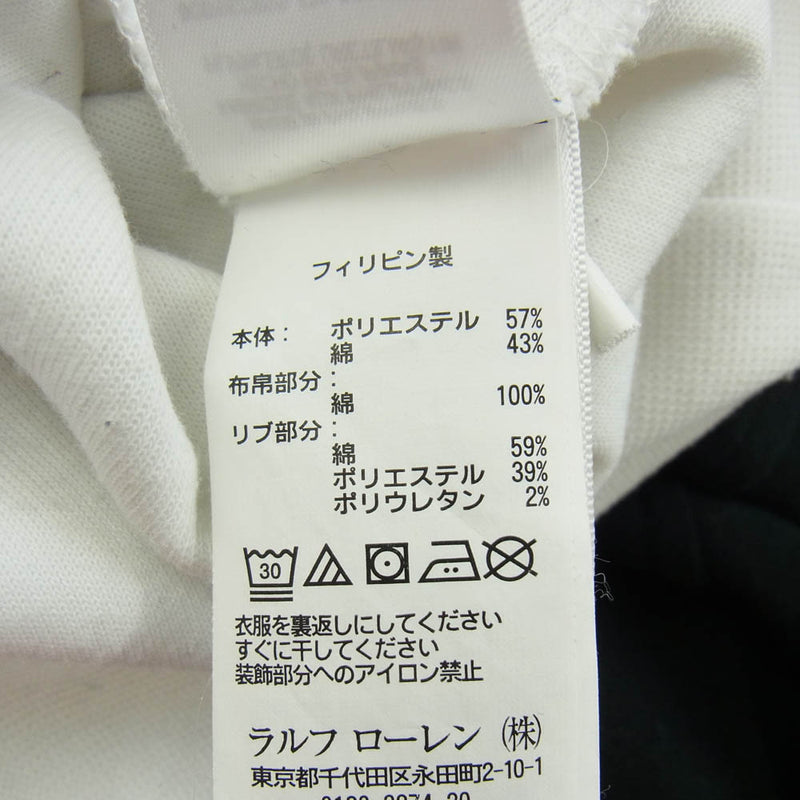 フィリピン製
本体: ポリエステル 57%
綿 43%
布帛部分:
綿 100%
リブ部分:
綿 59%
ポリエステル 39%
ポリウレタン 2%
30
衣服を裏返しにしてください
すぐに干してください
装飾部分へのアイロン禁止
ラルフ ローレン (株)
東京都千代田区永田町2-10-1